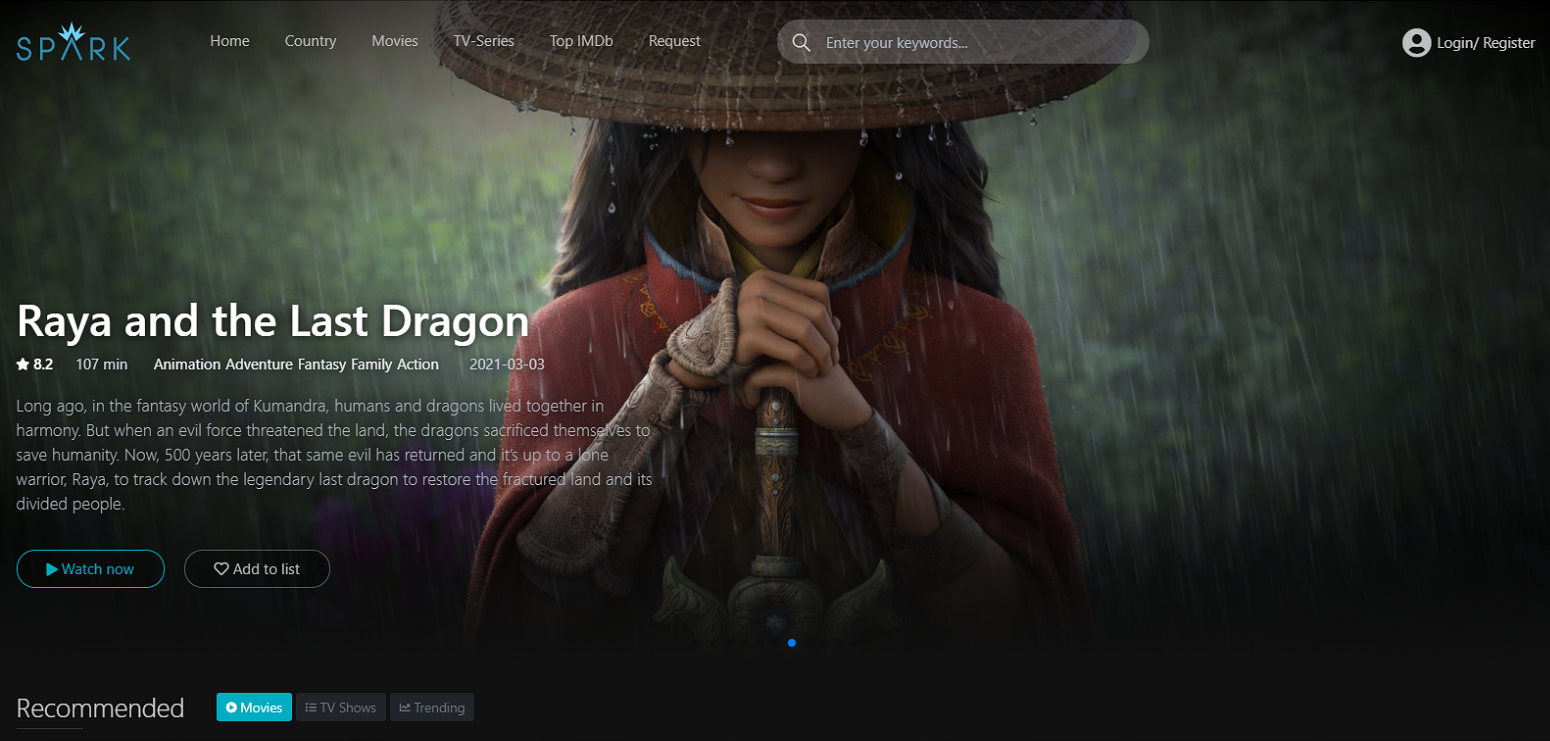 SPARK
Home Country Movies TV-Series Top IMDb Request
Enter your keywords...
Login/ Register
Raya and the Last Dragon
8.2 107 min Animation Adventure Fantasy Family Action 2021-03-03
Long ago, in the fantasy world of Kumandra, humans and dragons lived together in
harmony. But when an evil force threatened the land, the dragons sacrificed themselves to
save humanity. Now, 500 years later, that same evil has returned and it's up to a lone
warrior, Raya, to track down the legendary last dragon to restore the fractured land and its
divided people.
Watch now Add to list
Recommended Movies TV Shows Trending